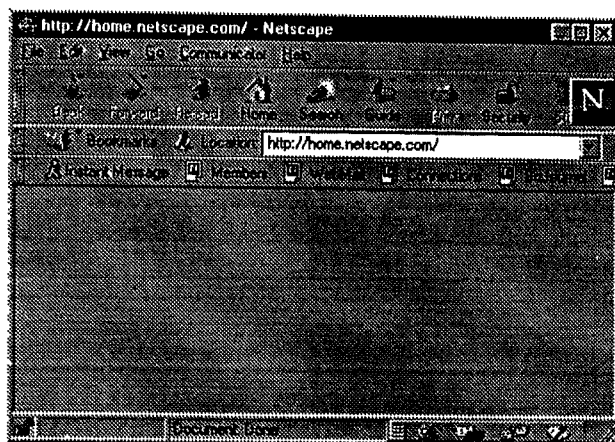 http://home.netscape.com/ - Netscape
File Edit View Go Communicator Help
Back Forward Reload Home Search Guide Print Security
N
Bookmarks Location: http://home.netscape.com/
Instant Message Members WebMail Connections
Document: Done